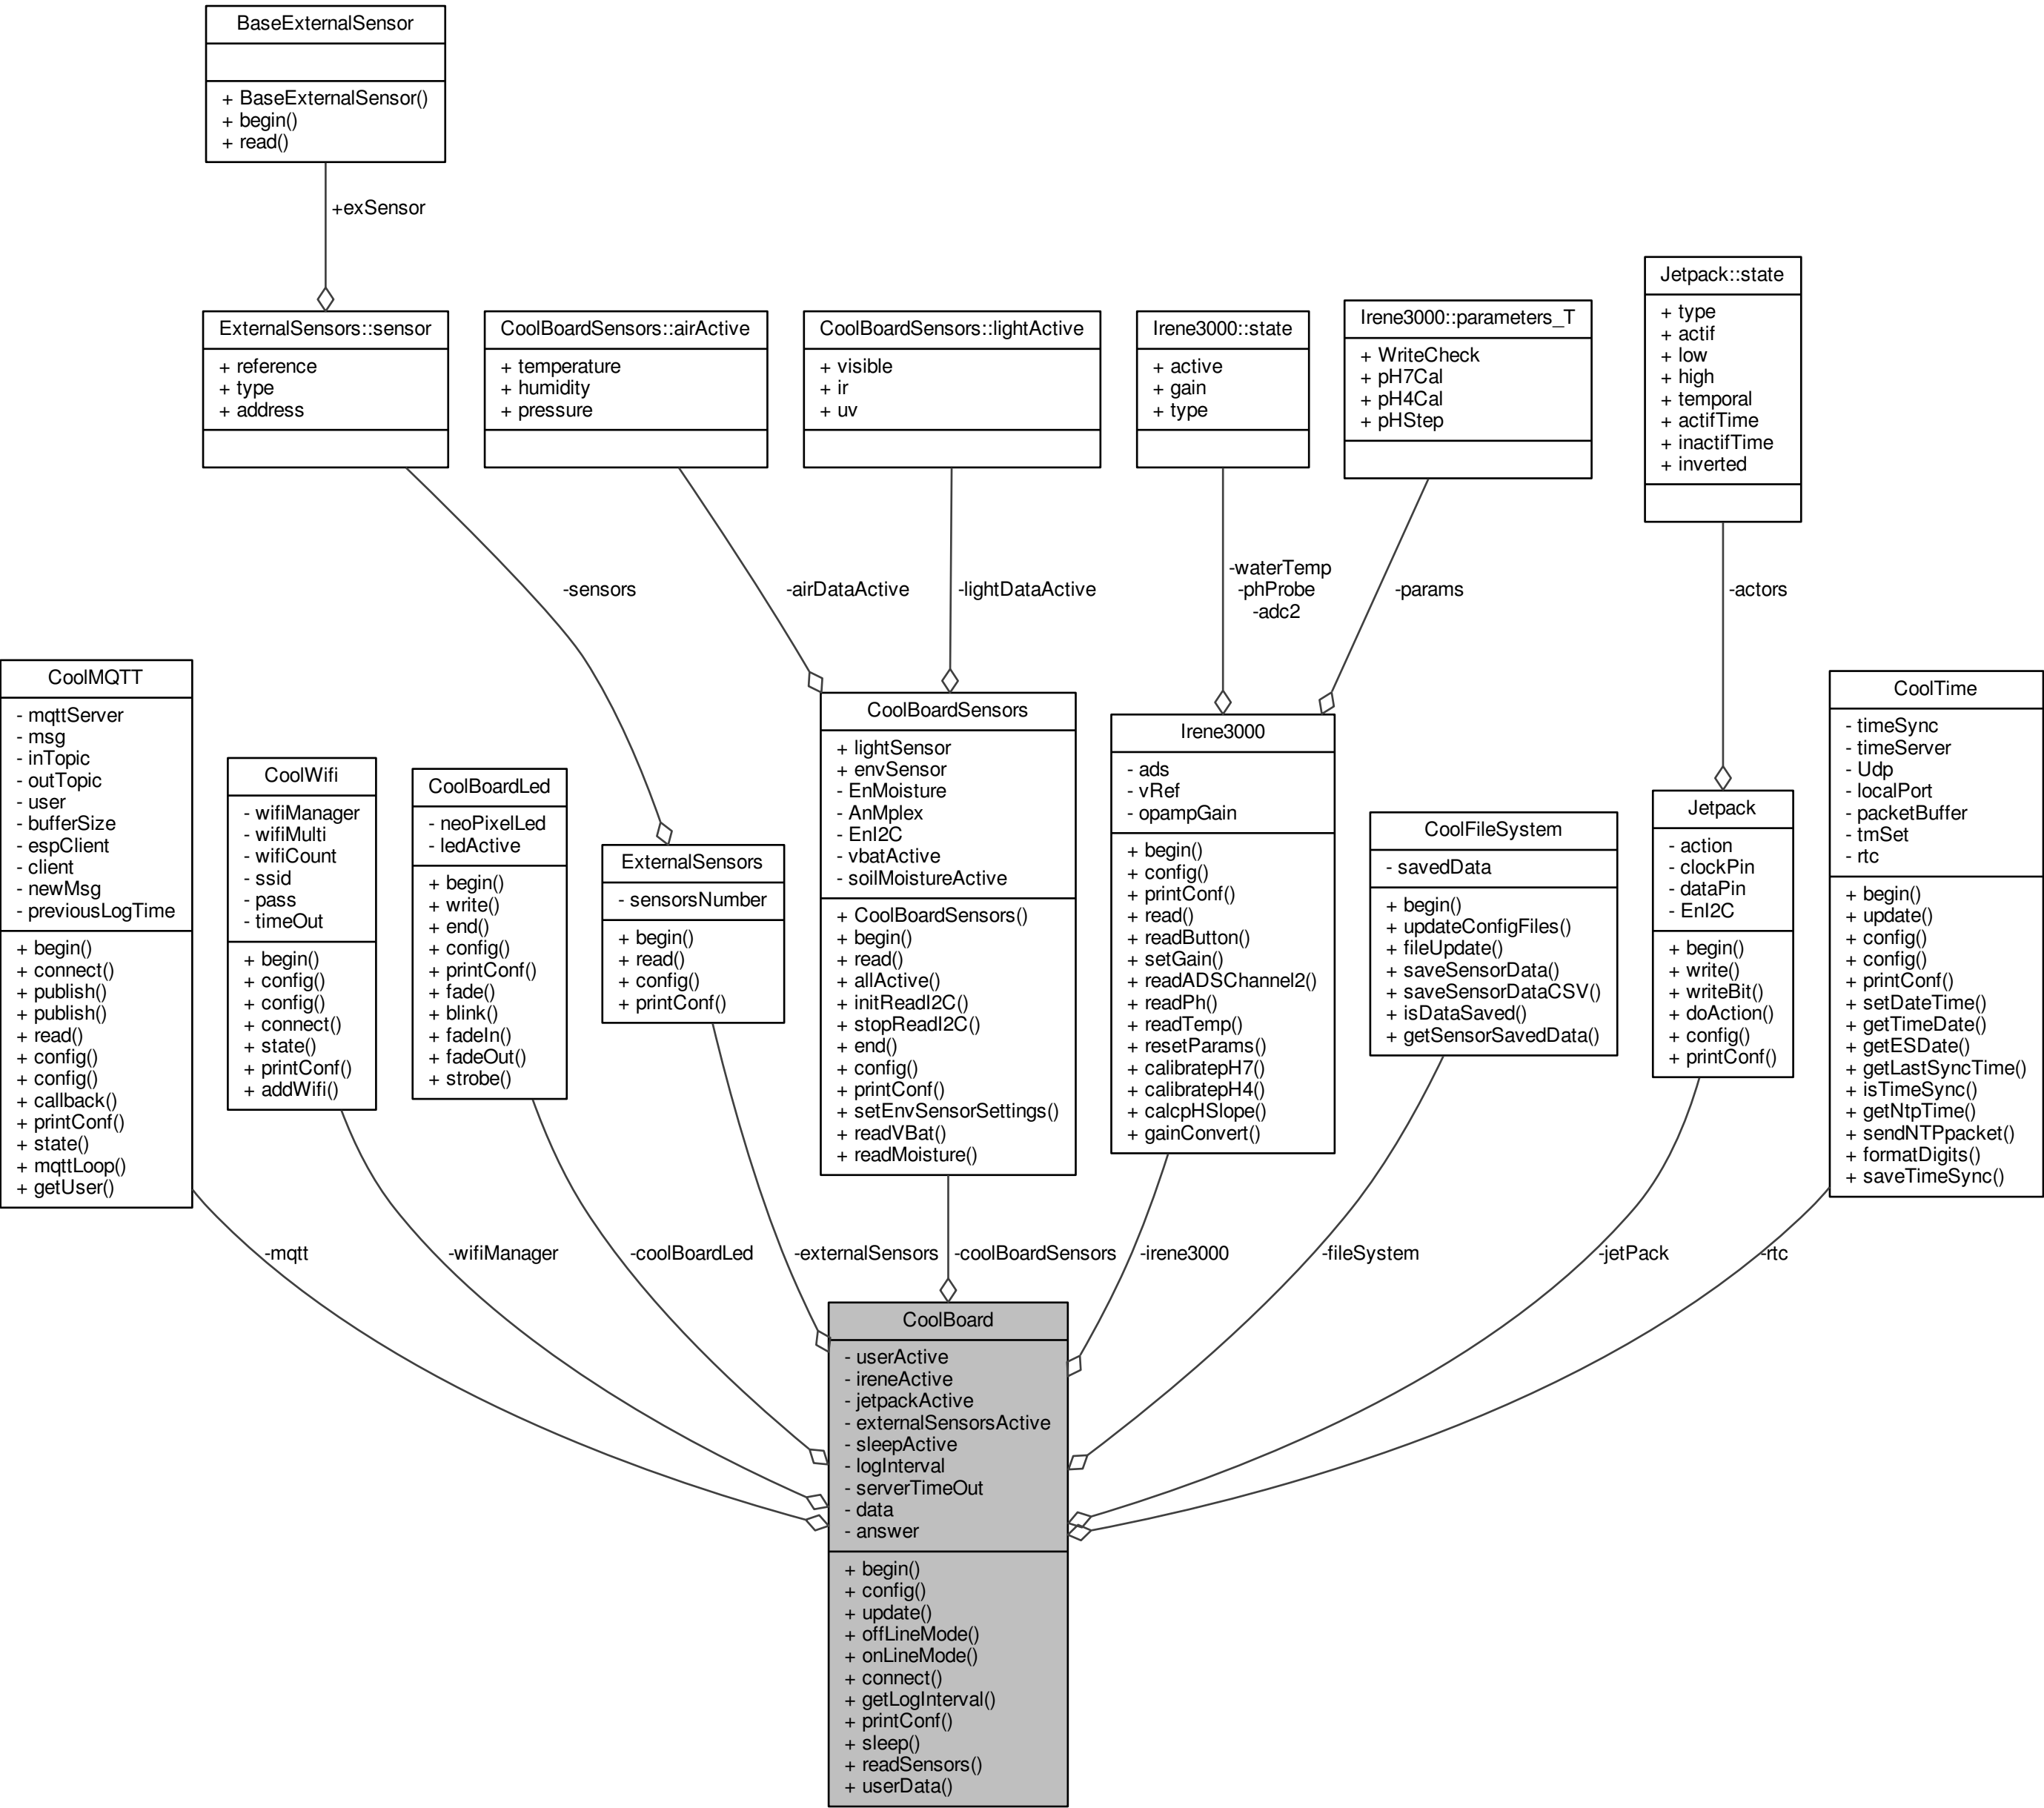 BaseExternalSensor
+ BaseExternalSensor()
+ begin()
+ read()
+exSensor
ExternalSensors::sensor
+ reference
+ type
+ address
CoolBoardSensors::airActive
+ temperature
+ humidity
+ pressure
CoolBoardSensors::lightActive
+ visible
+ ir
+ uv
Irene3000::state
+ active
+ gain
+ type
Irene3000::parameters_T
+ WriteCheck
+ pH7Cal
+ pH4Cal
+ pHStep
Jetpack::state
+ type
+ actif
+ low
+ high
+ temporal
+ actifTime
+ inactifTime
+ inverted
-sensors
-airDataActive
-lightDataActive
-waterTemp
-phProbe
-adc2
-params
-actors
CoolMQTT
- mqttServer
- msg
- inTopic
- outTopic
- user
- bufferSize
- espClient
- client
- newMsg
- previousLogTime
+ begin()
+ connect()
+ publish()
+ publish()
+ read()
+ config()
+ config()
+ callback()
+ printConf()
+ state()
+ mqttLoop()
+ getUser()
CoolWifi
- wifiManager
- wifiMulti
- wifiCount
- ssid
- pass
- timeOut
+ begin()
+ config()
+ config()
+ connect()
+ state()
+ printConf()
+ addWifi()
CoolBoardLed
- neoPixelLed
- ledActive
+ begin()
+ write()
+ end()
+ config()
+ printConf()
+ fade()
+ blink()
+ fadeIn()
+ fadeOut()
+ strobe()
ExternalSensors
- sensorsNumber
+ begin()
+ read()
+ config()
+ printConf()
CoolBoardSensors
+ lightSensor
+ envSensor
- EnMoisture
- AnMplex
- EnI2C
- vbatActive
- soilMoistureActive
+ CoolBoardSensors()
+ begin()
+ read()
+ allActive()
+ initReadI2C()
+ stopReadI2C()
+ end()
+ config()
+ printConf()
+ setEnvSensorSettings()
+ readVBat()
+ readMoisture()
Irene3000
- ads
- vRef
- opampGain
+ begin()
+ config()
+ printConf()
+ read()
+ readButton()
+ setGain()
+ readADSChannel2()
+ readPh()
+ readTemp()
+ resetParams()
+ calibratepH7()
+ calibratepH4()
+ calcpHSlope()
+ gainConvert()
CoolFileSystem
- savedData
+ begin()
+ updateConfigFiles()
+ fileUpdate()
+ saveSensorData()
+ saveSensorDataCSV()
+ isDataSaved()
+ getSensorSavedData()
Jetpack
- action
- clockPin
- dataPin
- EnI2C
+ begin()
+ write()
+ writeBit()
+ doAction()
+ config()
+ printConf()
CoolTime
- timeSync
- timeServer
- Udp
- localPort
- packetBuffer
- tmSet
- rtc
+ begin()
+ update()
+ config()
+ config()
+ printConf()
+ setDateTime()
+ getTimeDate()
+ getESDate()
+ getLastSyncTime()
+ isTimeSync()
+ getNtpTime()
+ sendNTPpacket()
+ formatDigits()
+ saveTimeSync()
-mqtt
-wifiManager
-coolBoardLed
-externalSensors
-coolBoardSensors
-irene3000
-fileSystem
-jetPack
-rtc
CoolBoard
- userActive
- ireneActive
- jetpackActive
- externalSensorsActive
- sleepActive
- logInterval
- serverTimeOut
- data
- answer
+ begin()
+ config()
+ update()
+ offLineMode()
+ onLineMode()
+ connect()
+ getLogInterval()
+ printConf()
+ sleep()
+ readSensors()
+ userData()